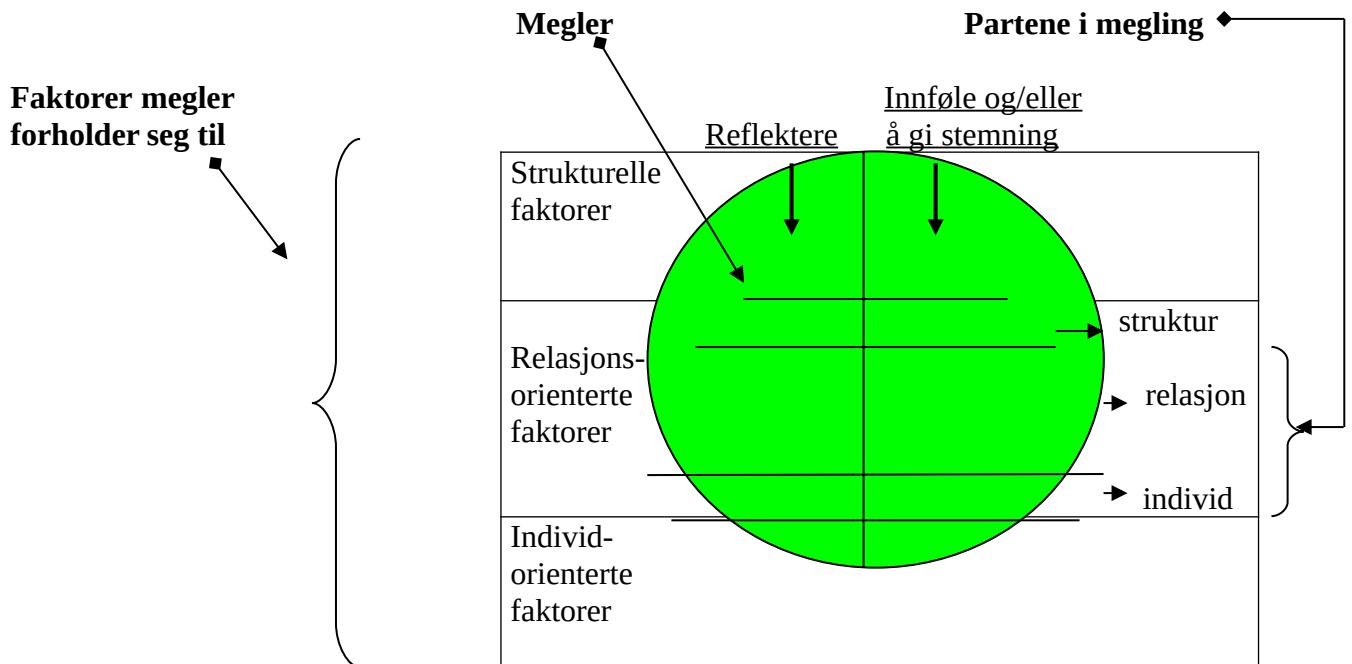 Megler
Partene i megling
Faktorer megler
forholder seg til
Innføle og/eller
Reflektere
å gi stemning
Strukturelle
faktorer
struktur
Relasjons-
orienterte
faktorer
relasjon
individ
Individ-
orienterte
faktorer